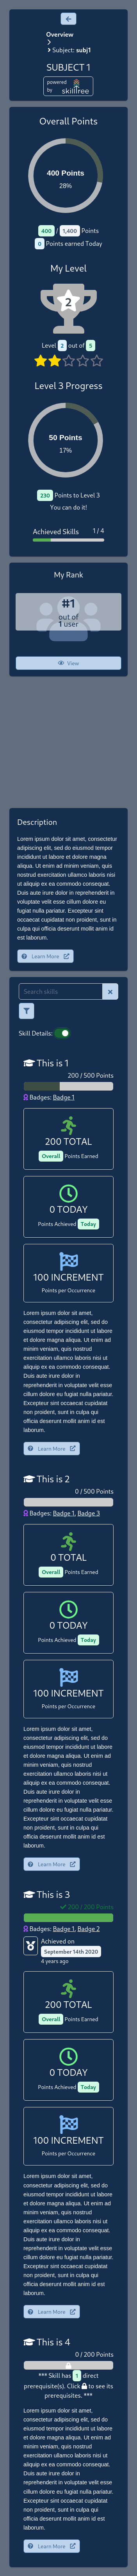 Overview
Subject: subj1
SUBJECT 1
powered
by skilltree
Overall Points
400 Points
28%
400 / 1,400 Points
0 Points earned Today
My Level
2
Level 2 out of 5
Level 3 Progress
50 Points
17%
230 Points to Level 3
You can do it!
Achieved Skills 1 / 4
My Rank
#1
out of
1 user
View
Description
Lorem ipsum dolor sit amet, consectetur
adipiscing elit, sed do eiusmod tempor
incididunt ut labore et dolore magna
aliqua. Ut enim ad minim veniam, quis
nostrud exercitation ullamco laboris nisi
ut aliquip ex ea commodo consequat.
Duis aute irure dolor in reprehenderit in
voluptate velit esse cillum dolore eu
fugiat nulla pariatur. Excepteur sint
occaecat cupidatat non proident, sunt in
culpa qui officia deserunt mollit anim id
est laborum.
Learn More
Search skills
Skill Details:
This is 1
200 / 500 Points
Badges: Badge 1
200 TOTAL
Overall Points Earned
0 TODAY
Points Achieved Today
100 INCREMENT
Points per Occurrence
Lorem ipsum dolor sit amet,
consectetur adipiscing elit, sed do
eiusmod tempor incididunt ut labore
et dolore magna aliqua. Ut enim ad
minim veniam, quis nostrud
exercitation ullamco laboris nisi ut
aliquip ex ea commodo consequat.
Duis aute irure dolor in
reprehenderit in voluptate velit esse
cillum dolore eu fugiat nulla pariatur.
Excepteur sint occaecat cupidatat
non proident, sunt in culpa qui
officia deserunt mollit anim id est
laborum.
Learn More
This is 2
0 / 500 Points
Badges: Badge 1, Badge 3
0 TOTAL
Overall Points Earned
0 TODAY
Points Achieved Today
100 INCREMENT
Points per Occurrence
Lorem ipsum dolor sit amet,
consectetur adipiscing elit, sed do
eiusmod tempor incididunt ut labore
et dolore magna aliqua. Ut enim ad
minim veniam, quis nostrud
exercitation ullamco laboris nisi ut
aliquip ex ea commodo consequat.
Duis aute irure dolor in
reprehenderit in voluptate velit esse
cillum dolore eu fugiat nulla pariatur.
Excepteur sint occaecat cupidatat
non proident, sunt in culpa qui
officia deserunt mollit anim id est
laborum.
Learn More
This is 3
200 / 200 Points
Badges: Badge 1, Badge 2
Achieved on
September 14th 2020
4 years ago
200 TOTAL
Overall Points Earned
0 TODAY
Points Achieved Today
100 INCREMENT
Points per Occurrence
Lorem ipsum dolor sit amet,
consectetur adipiscing elit, sed do
eiusmod tempor incididunt ut labore
et dolore magna aliqua. Ut enim ad
minim veniam, quis nostrud
exercitation ullamco laboris nisi ut
aliquip ex ea commodo consequat.
Duis aute irure dolor in
reprehenderit in voluptate velit esse
cillum dolore eu fugiat nulla pariatur.
Excepteur sint occaecat cupidatat
non proident, sunt in culpa qui
officia deserunt mollit anim id est
laborum.
Learn More
This is 4
0 / 200 Points
*** Skill has 1 direct
prerequisite(s). Click to see its
prerequisites. ***
Lorem ipsum dolor sit amet,
consectetur adipiscing elit, sed do
eiusmod tempor incididunt ut labore
et dolore magna aliqua. Ut enim ad
minim veniam, quis nostrud
exercitation ullamco laboris nisi ut
aliquip ex ea commodo consequat.
Duis aute irure dolor in
reprehenderit in voluptate velit esse
cillum dolore eu fugiat nulla pariatur.
Excepteur sint occaecat cupidatat
non proident, sunt in culpa qui
officia deserunt mollit anim id est
laborum.
Learn More